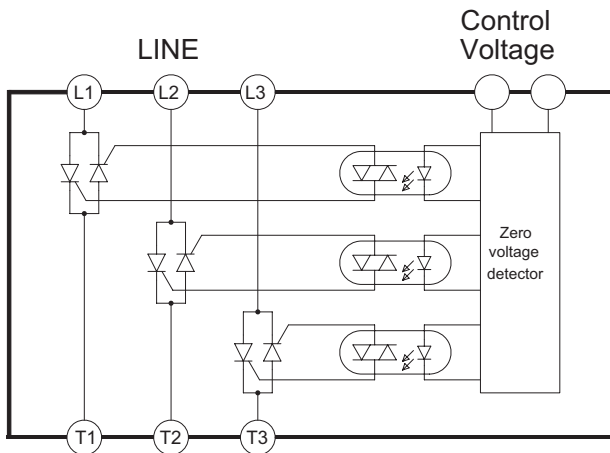 LINE
Control
Voltage
L1 L2 L3
Zero
voltage
detector
T1 T2 T3